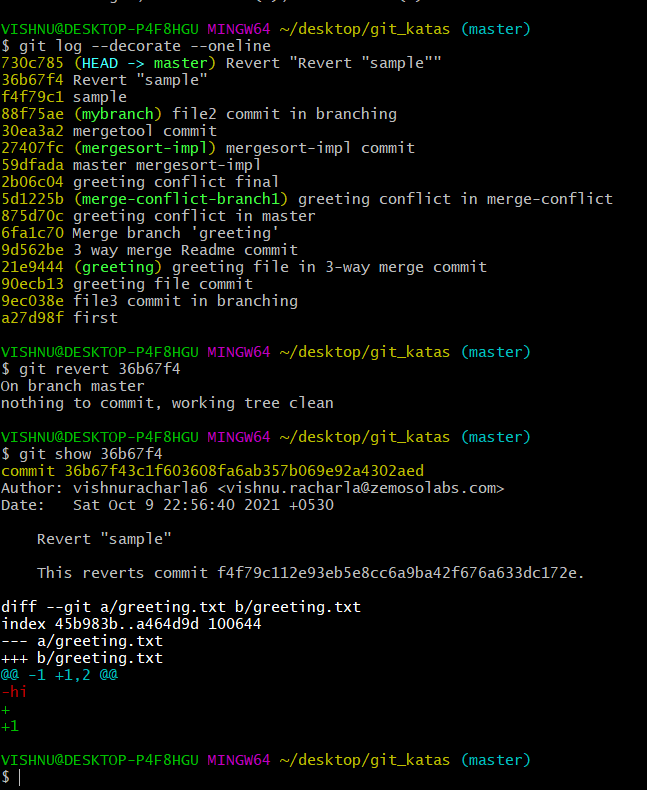 VISHNU@DESKTOP-P4F8HGU MINGW64 ~/desktop/git_katas (master)
$ git log --decorate --oneline
730c785 (HEAD -> master) Revert "Revert "sample""
36b67f4 Revert "sample"
f4f79c1 sample
88f75ae (mybranch) file2 commit in branching
30ea3a2 mergetool commit
27407fc (mergesort-impl) mergesort-impl commit
59dfada master mergesort-impl
2b06c04 greeting conflict final
5d1225b (merge-conflict-branch1) greeting conflict in merge-conflict
875d70c greeting conflict in master
6fa1c70 Merge branch 'greeting'
9d562be 3 way merge Readme commit
21e9444 (greeting) greeting file in 3-way merge commit
90ecb13 greeting file commit
9ec038e file3 commit in branching
a27d98f first
VISHNU@DESKTOP-P4F8HGU MINGW64 ~/desktop/git_katas (master)
$ git revert 36b67f4
On branch master
nothing to commit, working tree clean
VISHNU@DESKTOP-P4F8HGU MINGW64 ~/desktop/git_katas (master)
$ git show 36b67f4
commit 36b67f43c1f603608fa6ab357b069e92a4302aed
Author: vishnuracharla6 <vishnu.racharla@zemosolabs.com>
Date:   Sat Oct 9 22:56:40 2021 +0530
    Revert "sample"
    This reverts commit f4f79c112e93eb5e8cc6a9ba42f676a633dc172e.
diff --git a/greeting.txt b/greeting.txt
index 45b983b..a464d9d 100644
--- a/greeting.txt
+++ b/greeting.txt
@@ -1 +1,2 @@
-hi
+
+1
VISHNU@DESKTOP-P4F8HGU MINGW64 ~/desktop/git_katas (master)
$